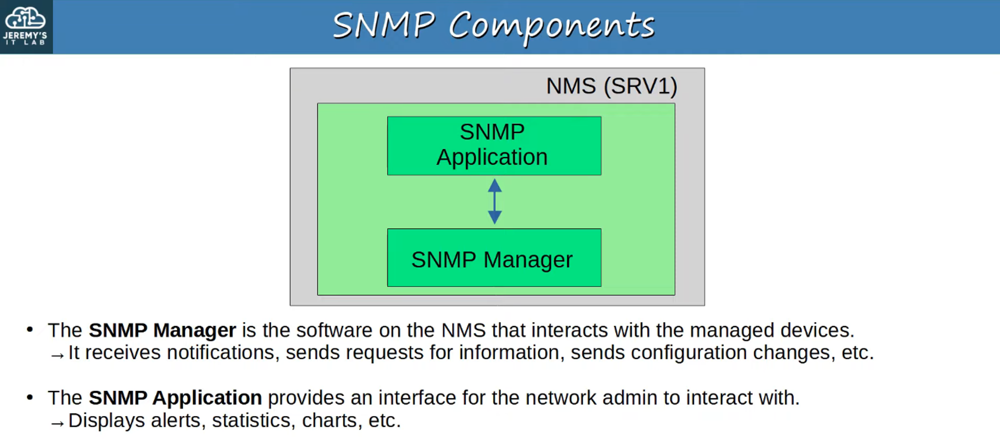 JEREMY'S
IT LAB
SNMP Components
NMS (SRV1)
SNMP
Application
SNMP Manager
• The SNMP Manager is the software on the NMS that interacts with the managed devices.
→It receives notifications, sends requests for information, sends configuration changes, etc.
• The SNMP Application provides an interface for the network admin to interact with.
→Displays alerts, statistics, charts, etc.